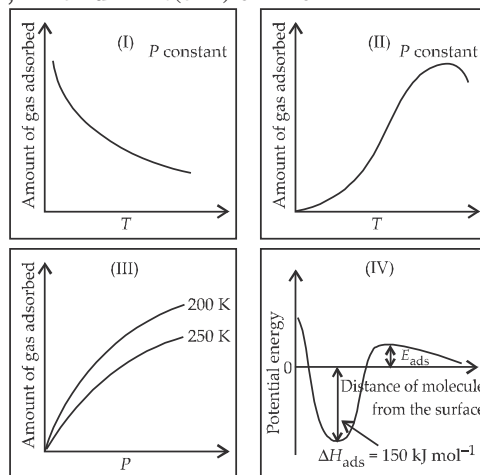 (I)
P constant
Amount of gas adsorbed
T
(II)
P constant
Amount of gas adsorbed
T
(III)
200 K
250 K
Amount of gas adsorbed
P
(IV)
Potential energy
0
E_ads
Distance of molecule
from the surface
ΔH_ads = 150 kJ mol⁻¹